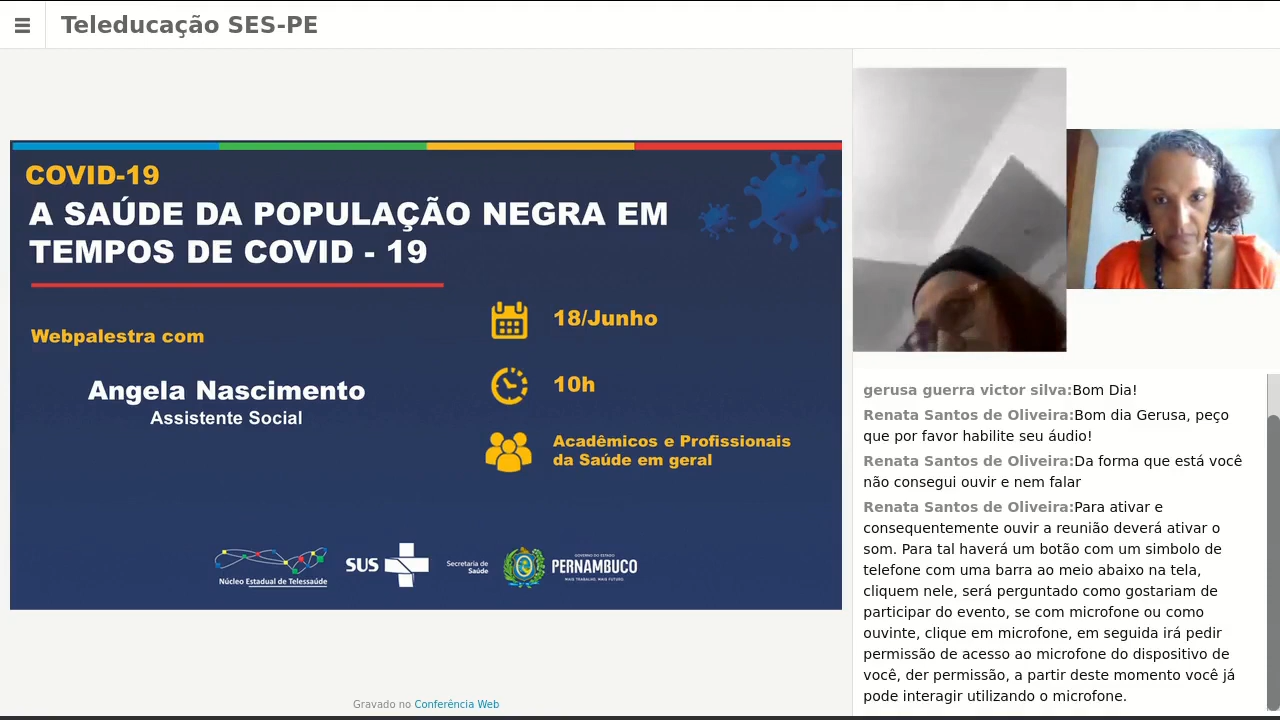 Teleducação SES-PE
COVID-19
A SAÚDE DA POPULAÇÃO NEGRA EM
TEMPOS DE COVID - 19
Webpalestra com
Angela Nascimento
Assistente Social
18/Junho
10h
Acadêmicos e Profissionais
da Saúde em geral
Núcleo Estadual de Telessaúde
SUS
Secretaria de
Saúde
GOVERNO DO ESTADO
PERNAMBUCO
MAIS TRABALHO, MAIS FUTURO.
Gravado no Conferência Web
gerusa guerra victor silva:Bom Dia!
Renata Santos de Oliveira:Bom dia Gerusa, peço
que por favor habilite seu áudio!
Renata Santos de Oliveira:Da forma que está você
não consegui ouvir e nem falar
Renata Santos de Oliveira:Para ativar e
consequentemente ouvir a reunião deverá ativar o
som. Para tal haverá um botão com um simbolo de
telefone com uma barra ao meio abaixo na tela,
cliquem nele, será perguntado como gostariam de
participar do evento, se com microfone ou como
ouvinte, clique em microfone, em seguida irá pedir
permissão de acesso ao microfone do dispositivo de
você, der permissão, a partir deste momento você já
pode interagir utilizando o microfone.